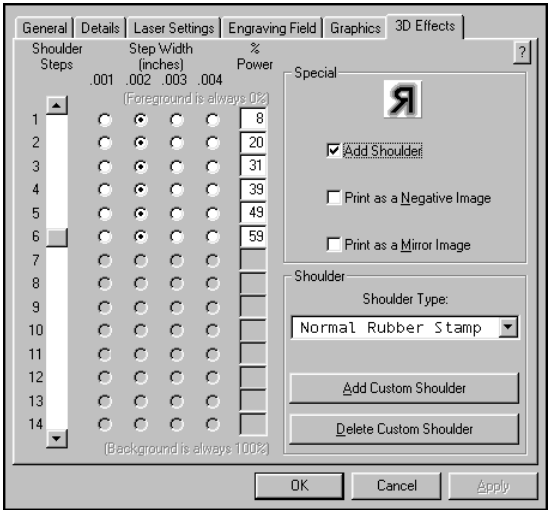 General Details Laser Settings Engraving Field Graphics 3D Effects
Shoulder Steps
Step Width (inches)
% Power
?
.001 .002 .003 .004
(Foreground is always 0%)
1 8
2 20
3 31
4 39
5 49
6 59
7
8
9
10
11
12
13
14
(Background is always 100%)
Special
Я
Add Shoulder
Print as a Negative Image
Print as a Mirror Image
Shoulder
Shoulder Type:
Normal Rubber Stamp
Add Custom Shoulder
Delete Custom Shoulder
OK Cancel Apply